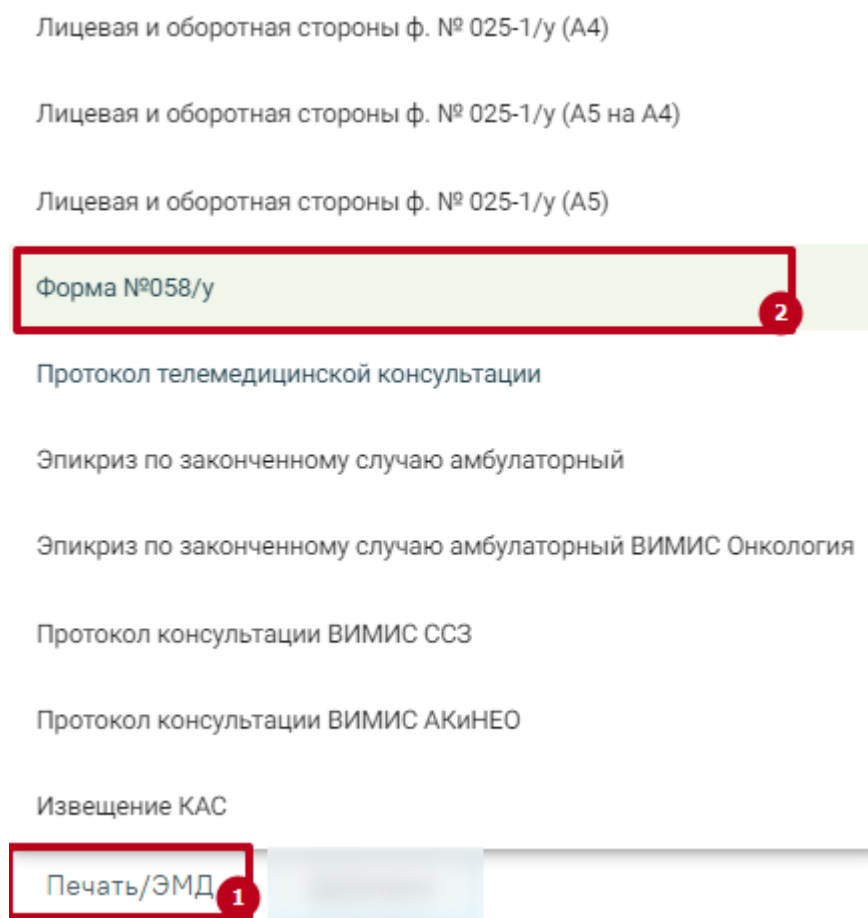 Лицевая и оборотная стороны ф. № 025-1/у (А4)
Лицевая и оборотная стороны ф. № 025-1/у (А5 на А4)
Лицевая и оборотная стороны ф. № 025-1/у (А5)
Форма №058/у
2
Протокол телемедицинской консультации
Эпикриз по законченному случаю амбулаторный
Эпикриз по законченному случаю амбулаторный ВИМИС Онкология
Протокол консультации ВИМИС ССЗ
Протокол консультации ВИМИС АКиНЕО
Извещение КАС
Печать/ЭМД
1